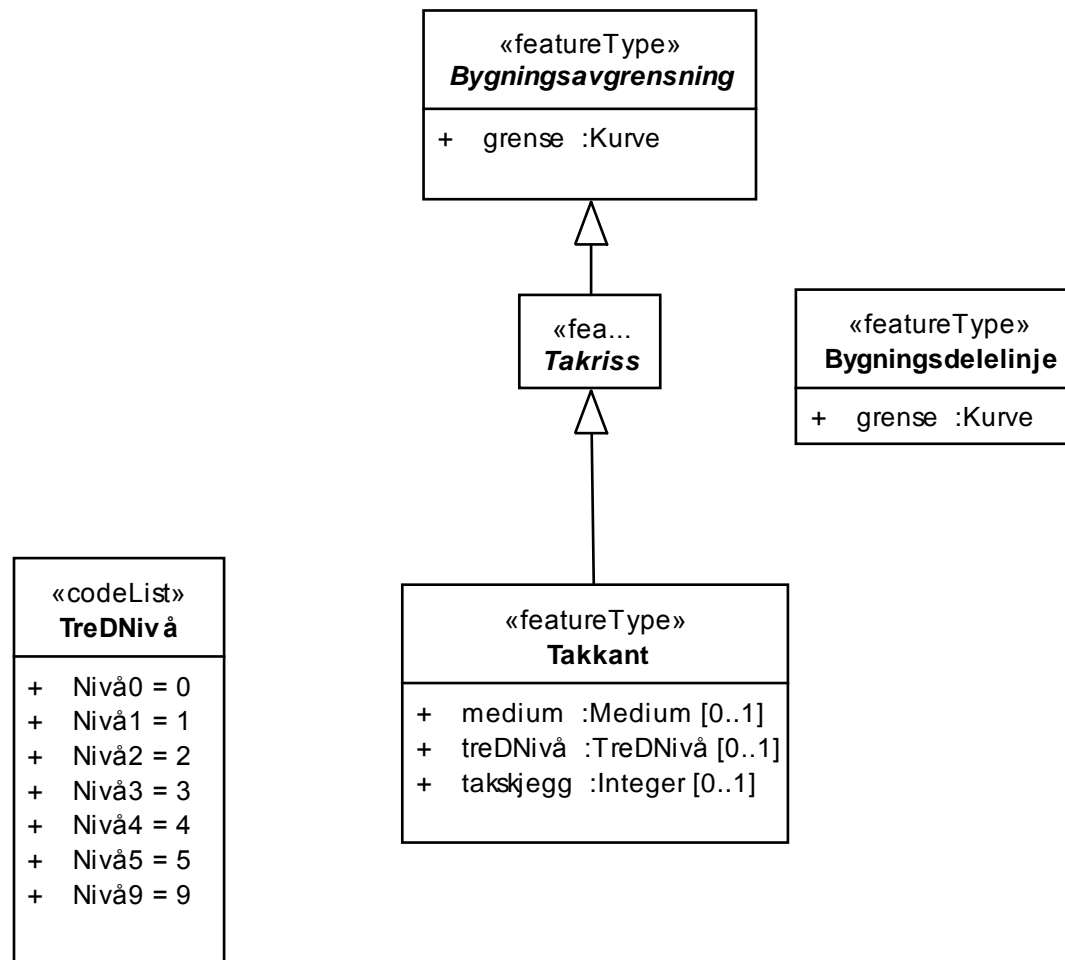 «featureType»
Bygningsavgrensning
+ grense :Kurve
«fea...
Takriss
«featureType»
Bygningsdelelinje
+ grense :Kurve
«codeList»
TreDNivå
+ Nivå0 = 0
+ Nivå1 = 1
+ Nivå2 = 2
+ Nivå3 = 3
+ Nivå4 = 4
+ Nivå5 = 5
+ Nivå9 = 9
«featureType»
Takkant
+ medium :Medium [0..1]
+ treDNivå :TreDNivå [0..1]
+ takskjegg :Integer [0..1]